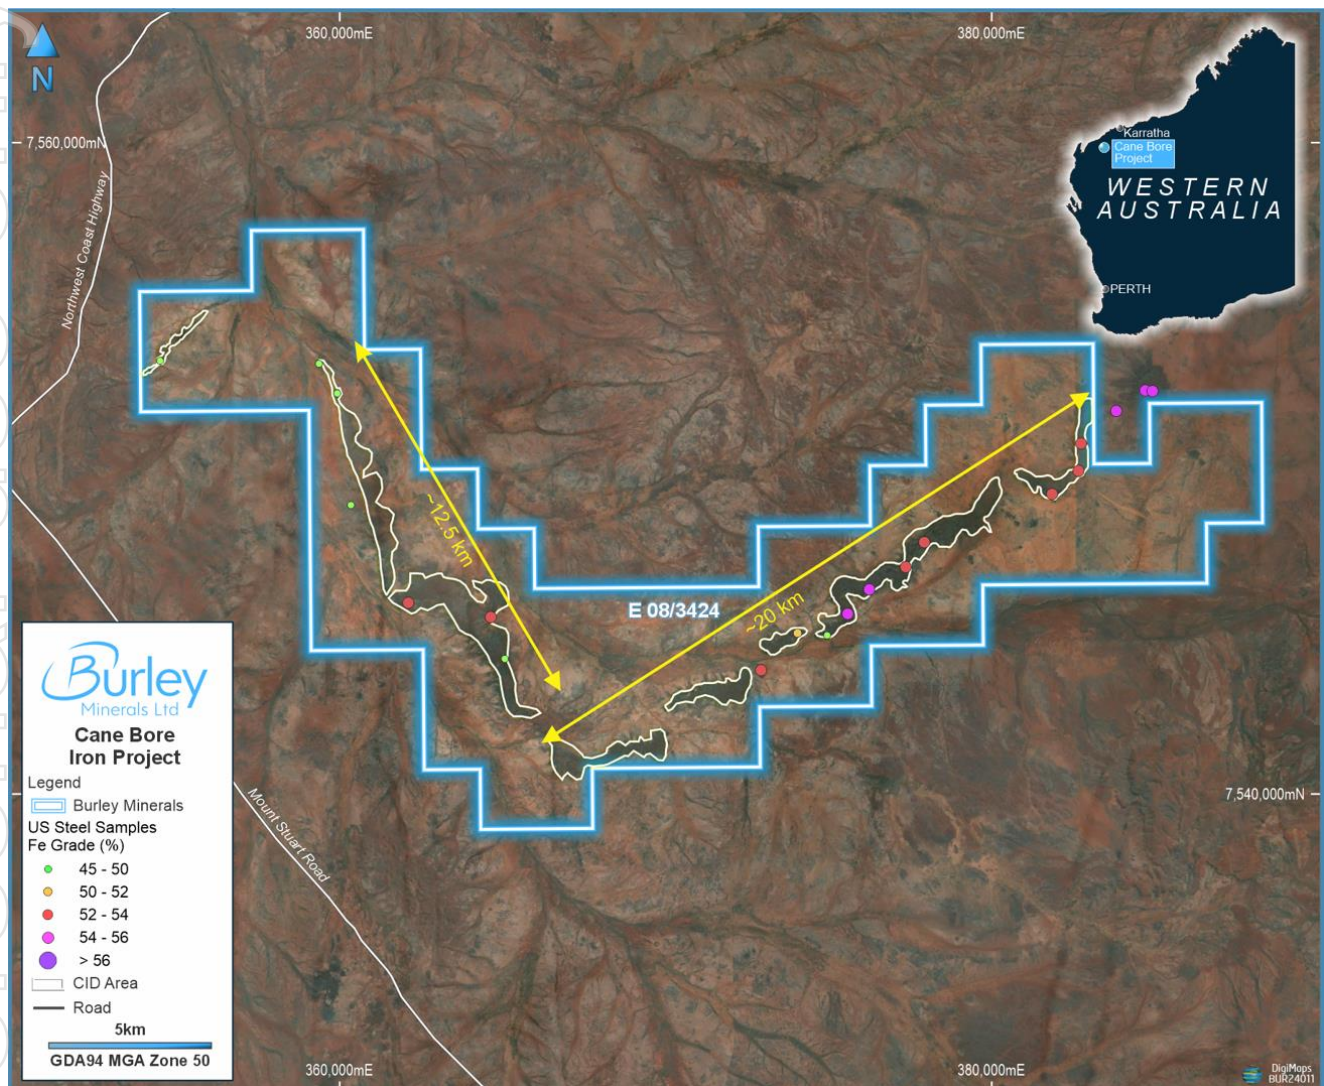 360,000mE
380,000mE
N
7,560,000mN
Northwest Coast Highway
Karratha
Cane Bore
Project
WESTERN
AUSTRALIA
PERTH
~12.5 km
E 08/3424
~20 km
7,540,000mN
Mount Stuart Road
Burley
Minerals Ltd
Cane Bore
Iron Project
Legend
Burley Minerals
US Steel Samples
Fe Grade (%)
45 - 50
50 - 52
52 - 54
54 - 56
> 56
CID Area
Road
5km
GDA94 MGA Zone 50
360,000mE
380,000mE
DigiMaps
BUR24011